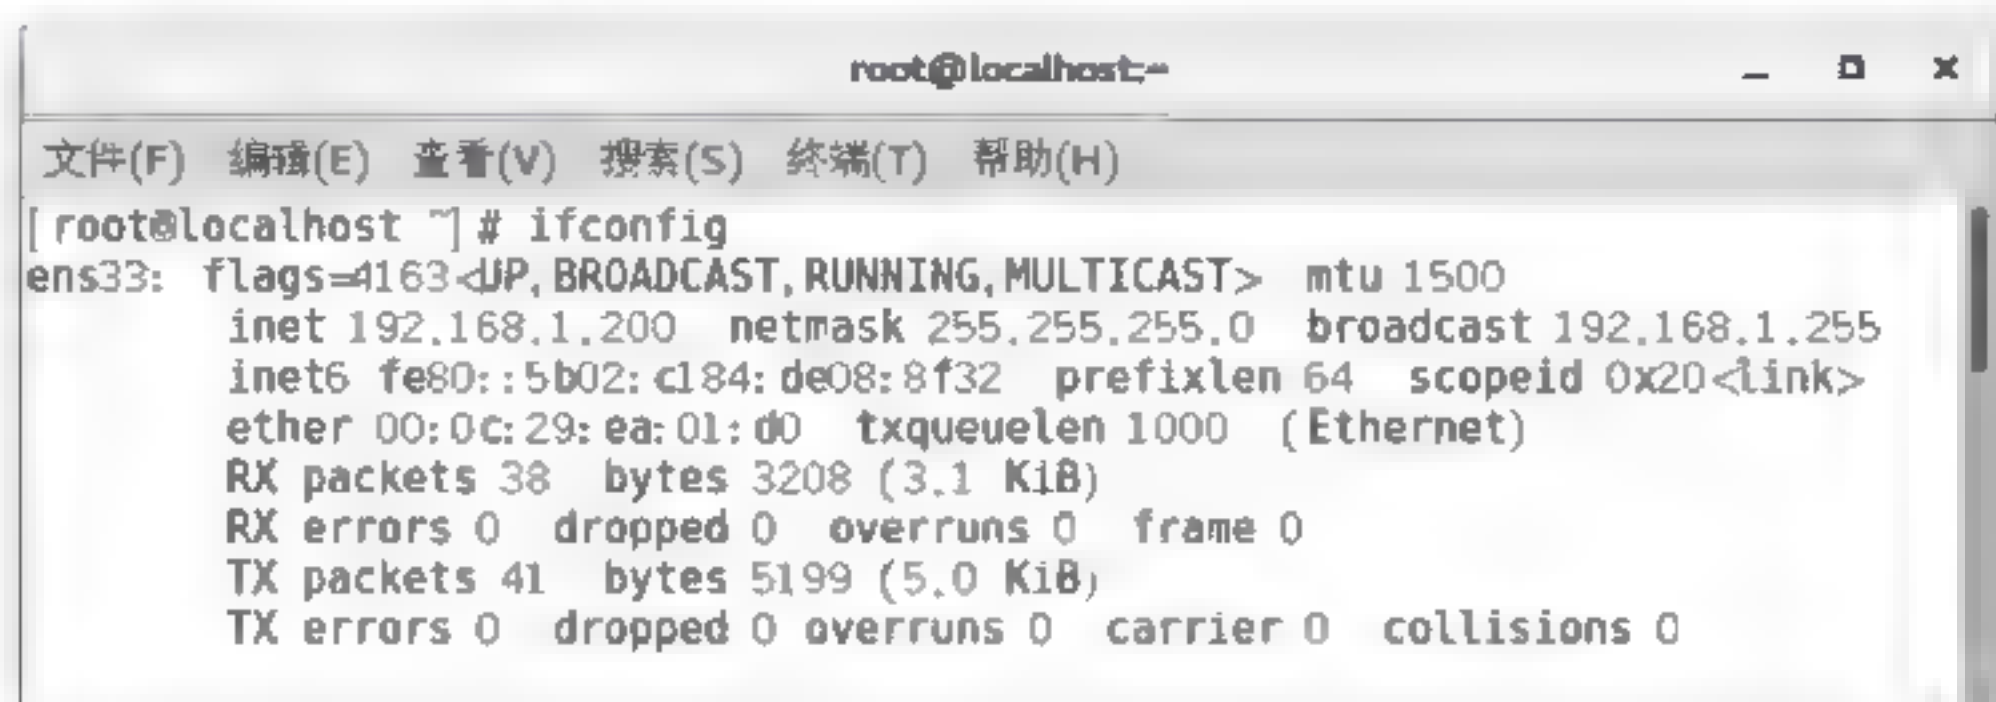 root@localhost:~
文件(F) 编辑(E) 查看(V) 搜索(S) 终端(T) 帮助(H)
[root@localhost ~]# ifconfig
ens33: flags=4163<UP,BROADCAST,RUNNING,MULTICAST> mtu 1500
inet 192.168.1.200 netmask 255.255.255.0 broadcast 192.168.1.255
inet6 fe80::5b02:c184:de08:8f32 prefixlen 64 scopeid 0x20<link>
ether 00:0c:29:ea:01:d0 txqueuelen 1000 (Ethernet)
RX packets 38 bytes 3208 (3.1 KiB)
RX errors 0 dropped 0 overruns 0 frame 0
TX packets 41 bytes 5199 (5.0 KiB)
TX errors 0 dropped 0 overruns 0 carrier 0 collisions 0